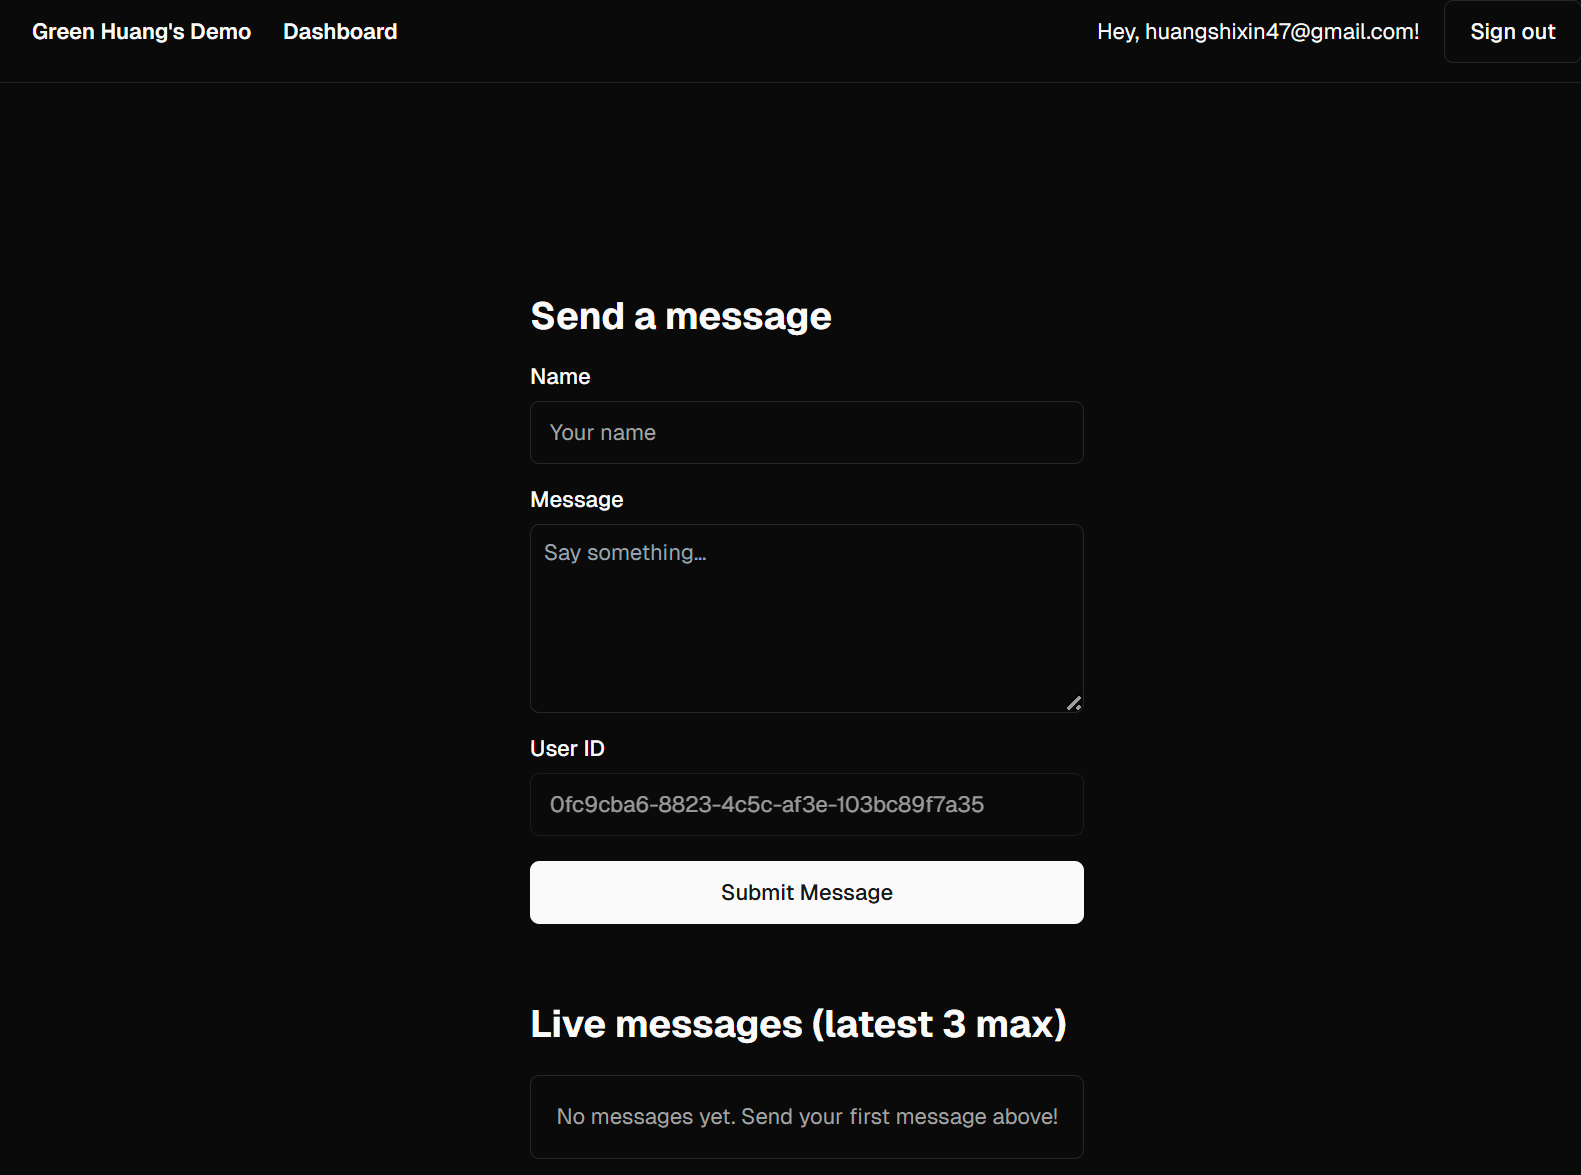 Green Huang's Demo Dashboard Hey, huangshixin47@gmail.com! Sign out
Send a message
Name
Your name
Message
Say something...
User ID
0fc9cba6-8823-4c5c-af3e-103bc89f7a35
Submit Message
Live messages (latest 3 max)
No messages yet. Send your first message above!